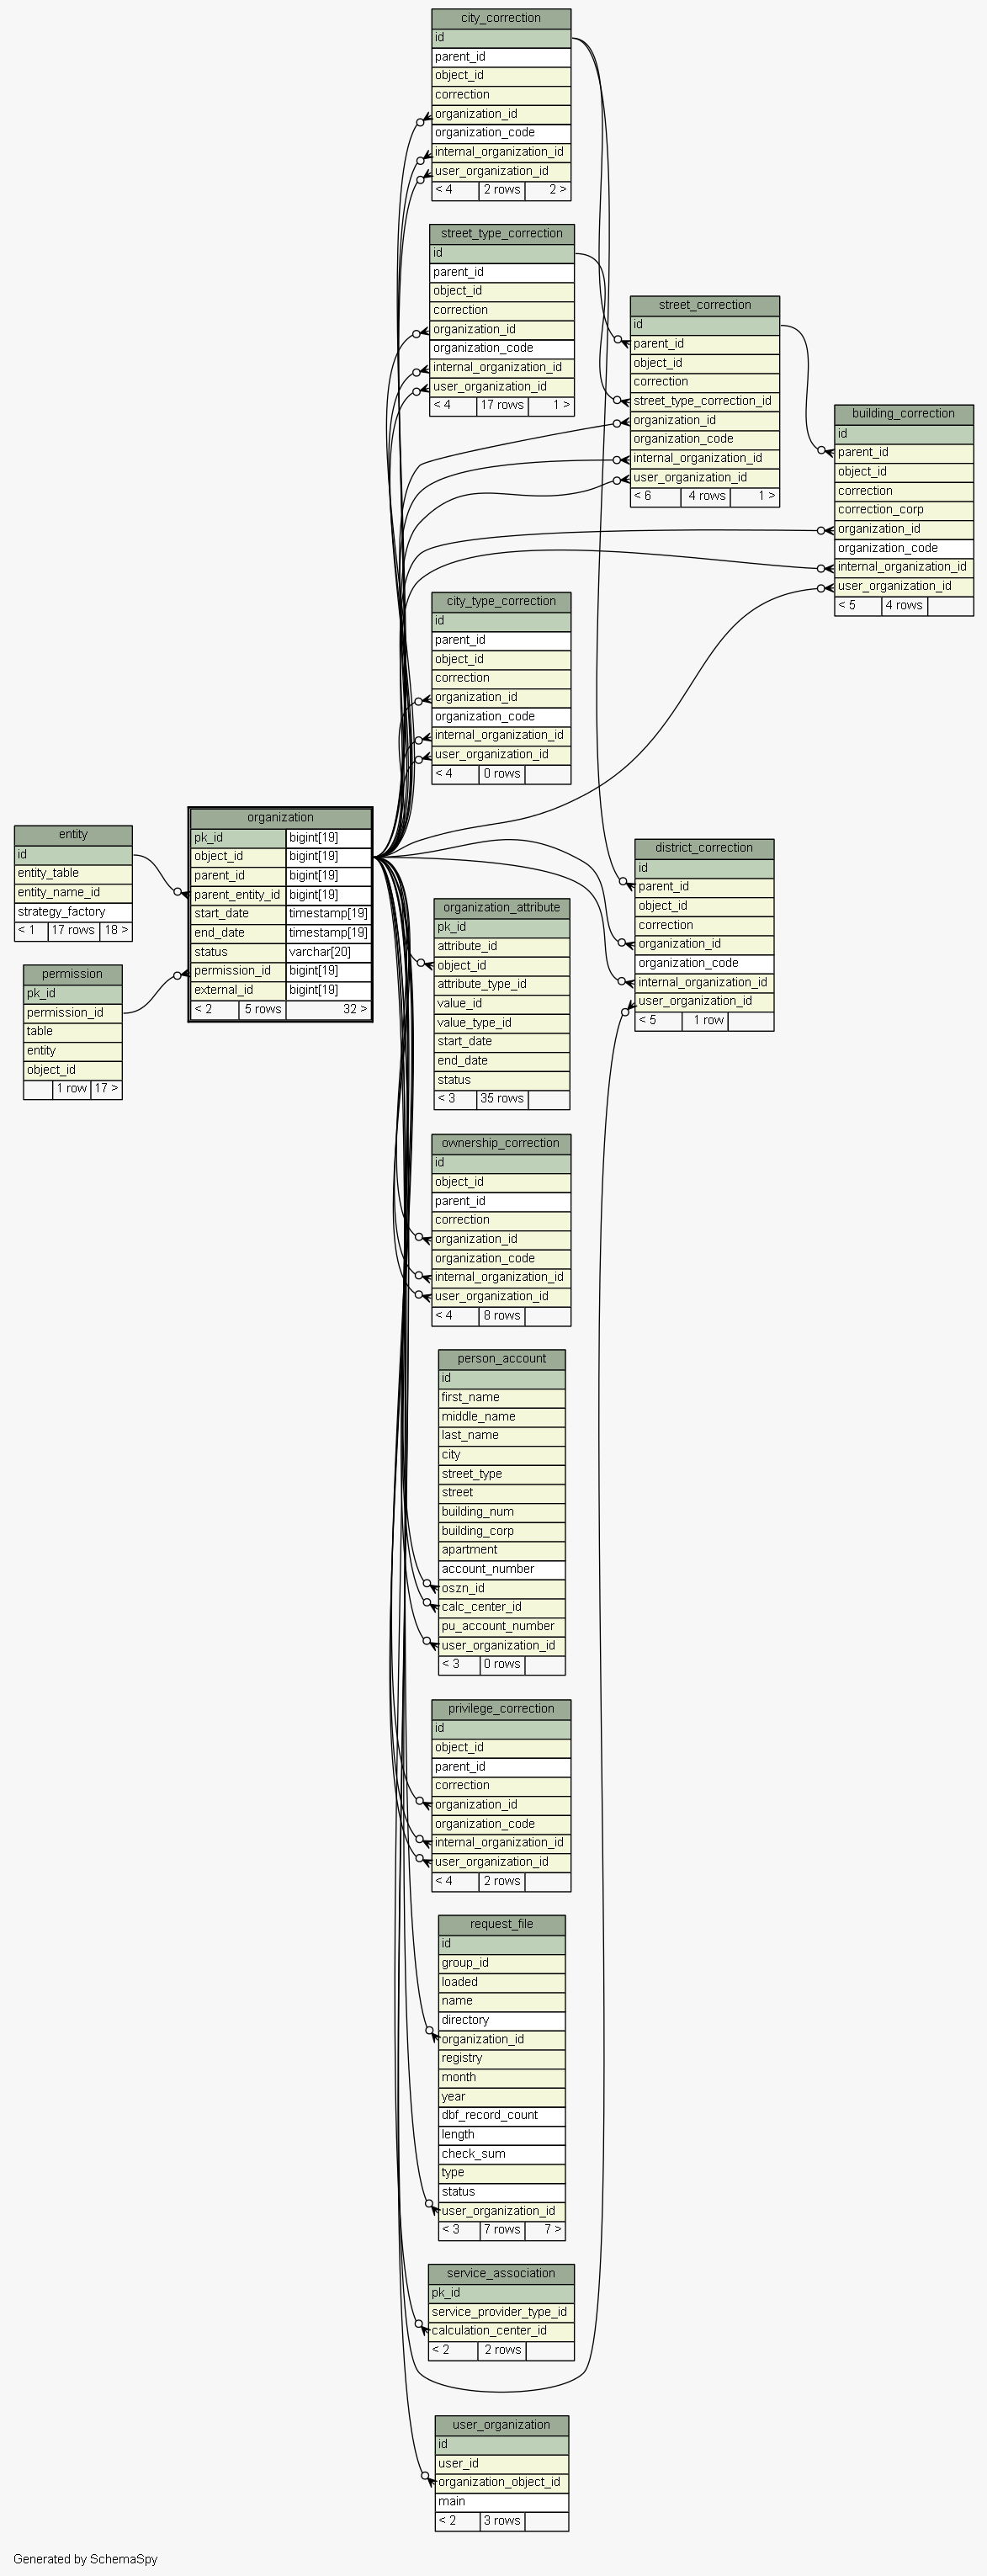 city_correction
id
parent_id
object_id
correction
organization_id
organization_code
internal_organization_id
user_organization_id
< 4 2 rows 2 >
street_type_correction
id
parent_id
object_id
correction
organization_id
organization_code
internal_organization_id
user_organization_id
< 4 17 rows 1 >
street_correction
id
parent_id
object_id
correction
street_type_correction_id
organization_id
organization_code
internal_organization_id
user_organization_id
< 6 4 rows 1 >
building_correction
id
parent_id
object_id
correction
correction_corp
organization_id
organization_code
internal_organization_id
user_organization_id
< 5 4 rows
city_type_correction
id
parent_id
object_id
correction
organization_id
organization_code
internal_organization_id
user_organization_id
< 4 0 rows
entity
id
entity_table
entity_name_id
strategy_factory
< 1 17 rows 18 >
permission
pk_id
permission_id
table
entity
object_id
1 row 17 >
organization
pk_id bigint[19]
object_id bigint[19]
parent_id bigint[19]
parent_entity_id bigint[19]
start_date timestamp[19]
end_date timestamp[19]
status varchar[20]
permission_id bigint[19]
external_id bigint[19]
< 2 5 rows 32 >
district_correction
id
parent_id
object_id
correction
organization_id
organization_code
internal_organization_id
user_organization_id
< 5 1 row
organization_attribute
pk_id
attribute_id
object_id
attribute_type_id
value_id
value_type_id
start_date
end_date
status
< 3 35 rows
ownership_correction
id
object_id
parent_id
correction
organization_id
organization_code
internal_organization_id
user_organization_id
< 4 8 rows
person_account
id
first_name
middle_name
last_name
city
street_type
street
building_num
building_corp
apartment
account_number
oszn_id
calc_center_id
pu_account_number
user_organization_id
< 3 0 rows
privilege_correction
id
object_id
parent_id
correction
organization_id
organization_code
internal_organization_id
user_organization_id
< 4 2 rows
request_file
id
group_id
loaded
name
directory
organization_id
registry
month
year
dbf_record_count
length
check_sum
type
status
user_organization_id
< 3 7 rows 7 >
service_association
pk_id
service_provider_type_id
calculation_center_id
< 2 2 rows
user_organization
id
user_id
organization_object_id
main
< 2 3 rows
Generated by SchemaSpy